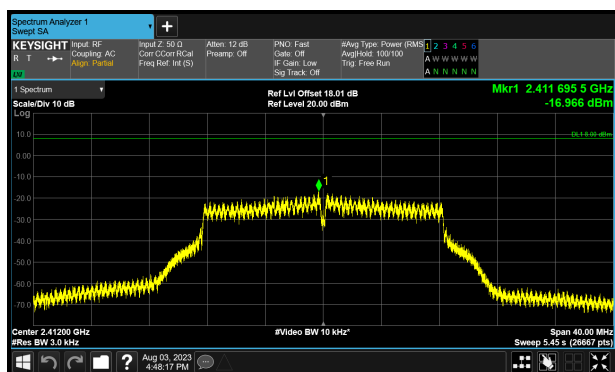 Spectrum Analyzer 1
Swept SA
KEYSIGHT
R T
Input: RF
Coupling: AC
Align: Partial
Input Z: 50 Ω
Corr CCorr RCal
Freq Ref: Int (S)
Atten: 12 dB
Preamp: Off
PNO: Fast
Gate: Off
IF Gain: Low
Sig Track: Off
#Avg Type: Power (RMS
Avg|Hold: 100/100
Trig: Free Run
1 2 3 4 5 6
A W W W W W
A N N N N N
1 Spectrum
Scale/Div 10 dB
Log
Ref Lvl Offset 18.01 dB
Ref Level 20.00 dBm
Mkr1 2.411 695 5 GHz
-16.966 dBm
10.0
DL1 8.00 dBm
0.00
-10.0
1
-20.0
-30.0
-40.0
-50.0
-60.0
-70.0
Center 2.41200 GHz
#Video BW 10 kHz*
Span 40.00 MHz
#Res BW 3.0 kHz
Sweep 5.45 s (26667 pts)
?
Aug 03, 2023
4:48:17 PM